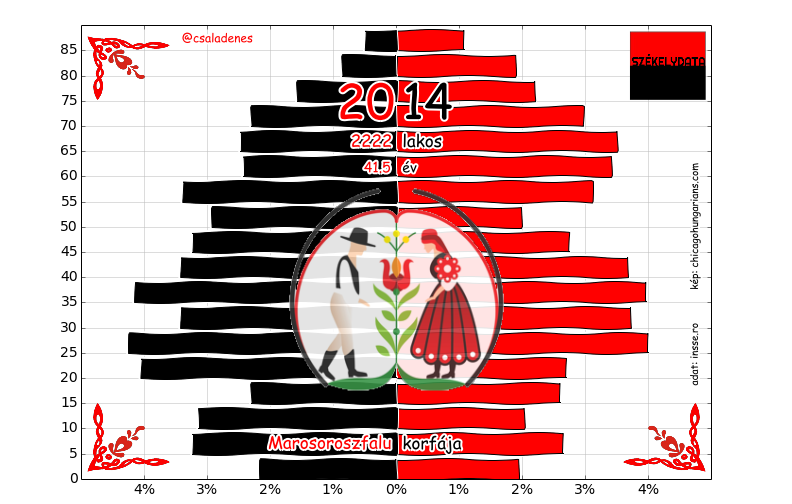 @csaladenes
SZÉKELYDATA
2014
2222 lakos
41,5 év
kép: chicagohungarians.com
adat: insse.ro
Marosoroszfalu korfája
85
80
75
70
65
60
55
50
45
40
35
30
25
20
15
10
5
0
4% 3% 2% 1% 0% 1% 2% 3% 4%